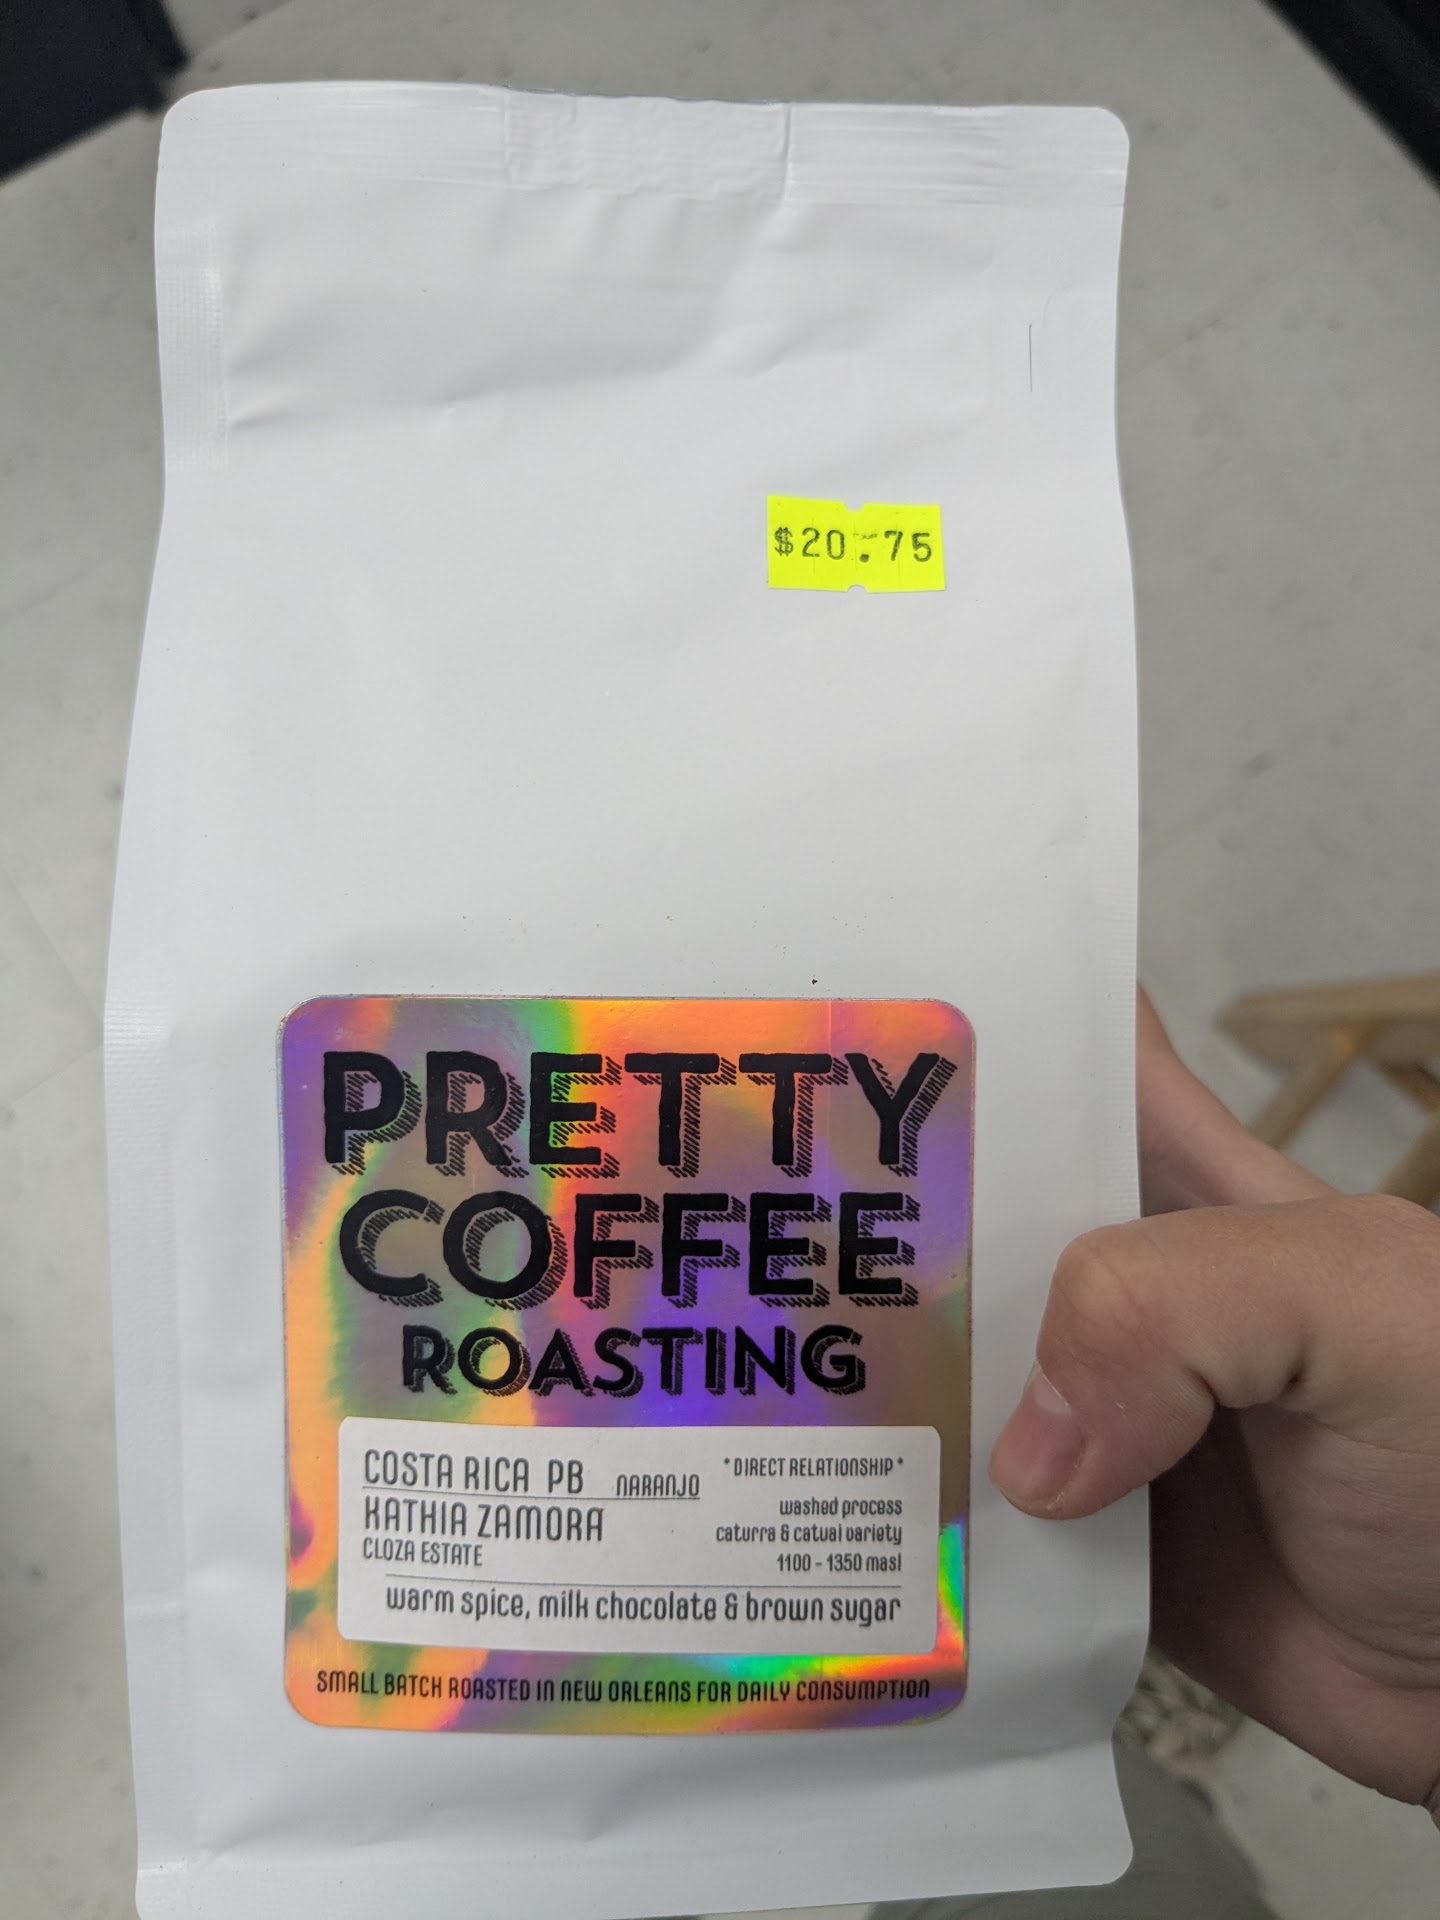 $20.75
PRETTY
COFFEE
ROASTING
COSTA RICA PB NARANJO
KATHIA ZAMORA
CLOZA ESTATE
*DIRECT RELATIONSHIP*
washed process
caturra & catuai variety
1100 - 1350 masl
warm spice, milk chocolate & brown sugar
SMALL BATCH ROASTED IN NEW ORLEANS FOR DAILY CONSUMPTION